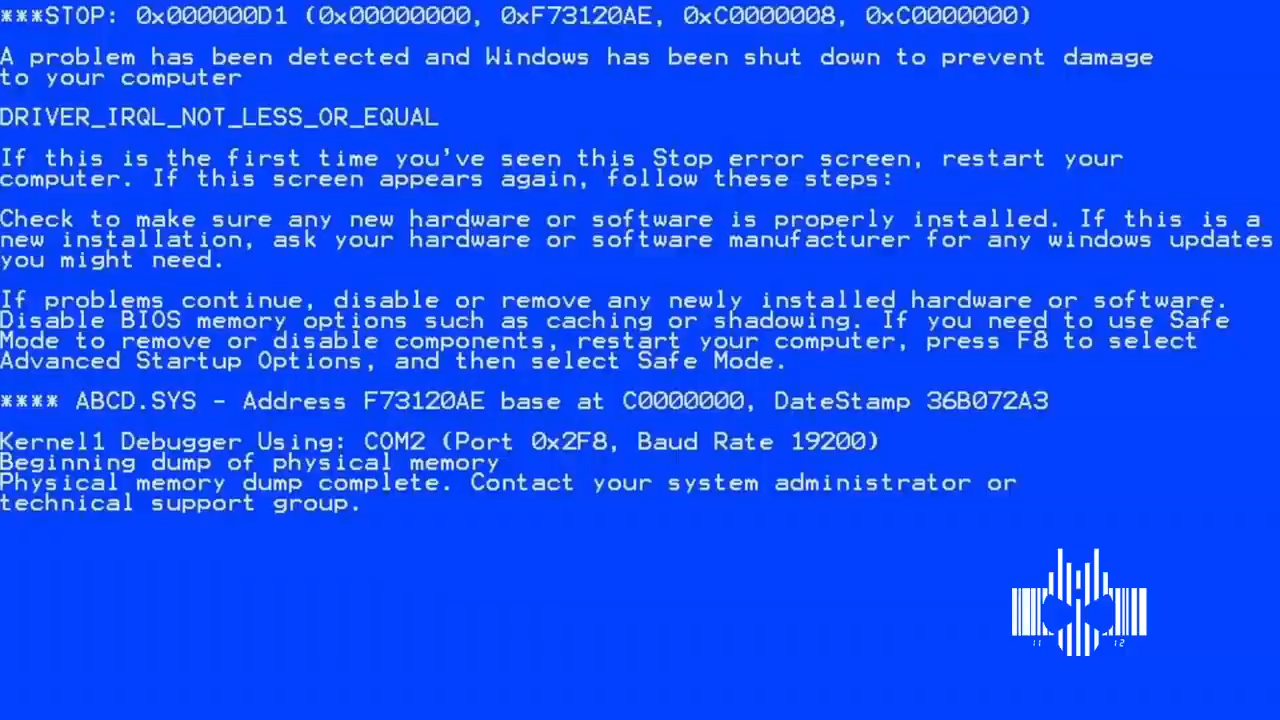 ***STOP: 0x000000D1 (0x00000000, 0xF73120AE, 0xC0000008, 0xC0000000)
A problem has been detected and Windows has been shut down to prevent damage
to your computer
DRIVER_IRQL_NOT_LESS_OR_EQUAL
If this is the first time you've seen this Stop error screen, restart your
computer. If this screen appears again, follow these steps:
Check to make sure any new hardware or software is properly installed. If this is a
new installation, ask your hardware or software manufacturer for any windows updates
you might need.
If problems continue, disable or remove any newly installed hardware or software.
Disable BIOS memory options such as caching or shadowing. If you need to use Safe
Mode to remove or disable components, restart your computer, press F8 to select
Advanced Startup Options, and then select Safe Mode.
**** ABCD.SYS - Address F73120AE base at C0000000, DateStamp 36B072A3
Kernel1 Debugger Using: COM2 (Port 0x2F8, Baud Rate 19200)
Beginning dump of physical memory
Physical memory dump complete. Contact your system administrator or
technical support group.
11 12